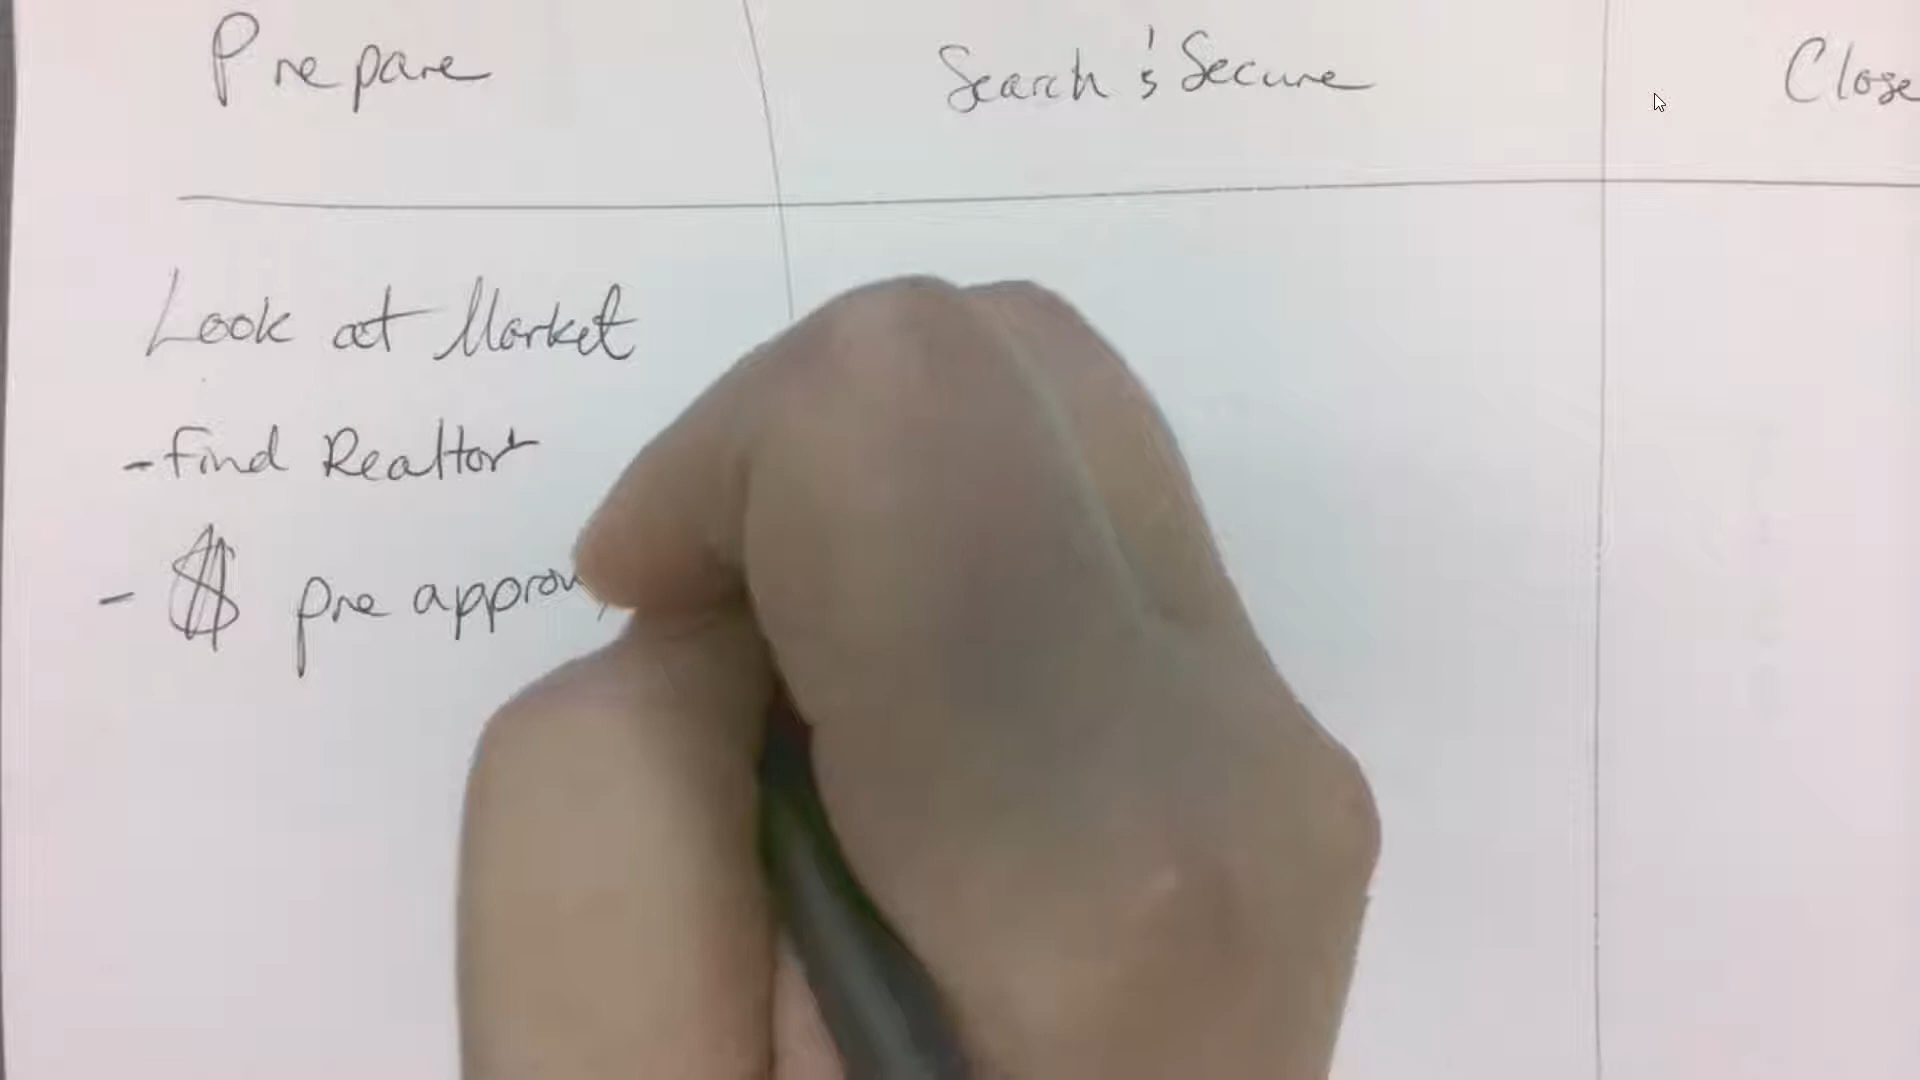 Prepare
Search & Secure
Close
Look at Market
- find Realtor
- $ pre approv